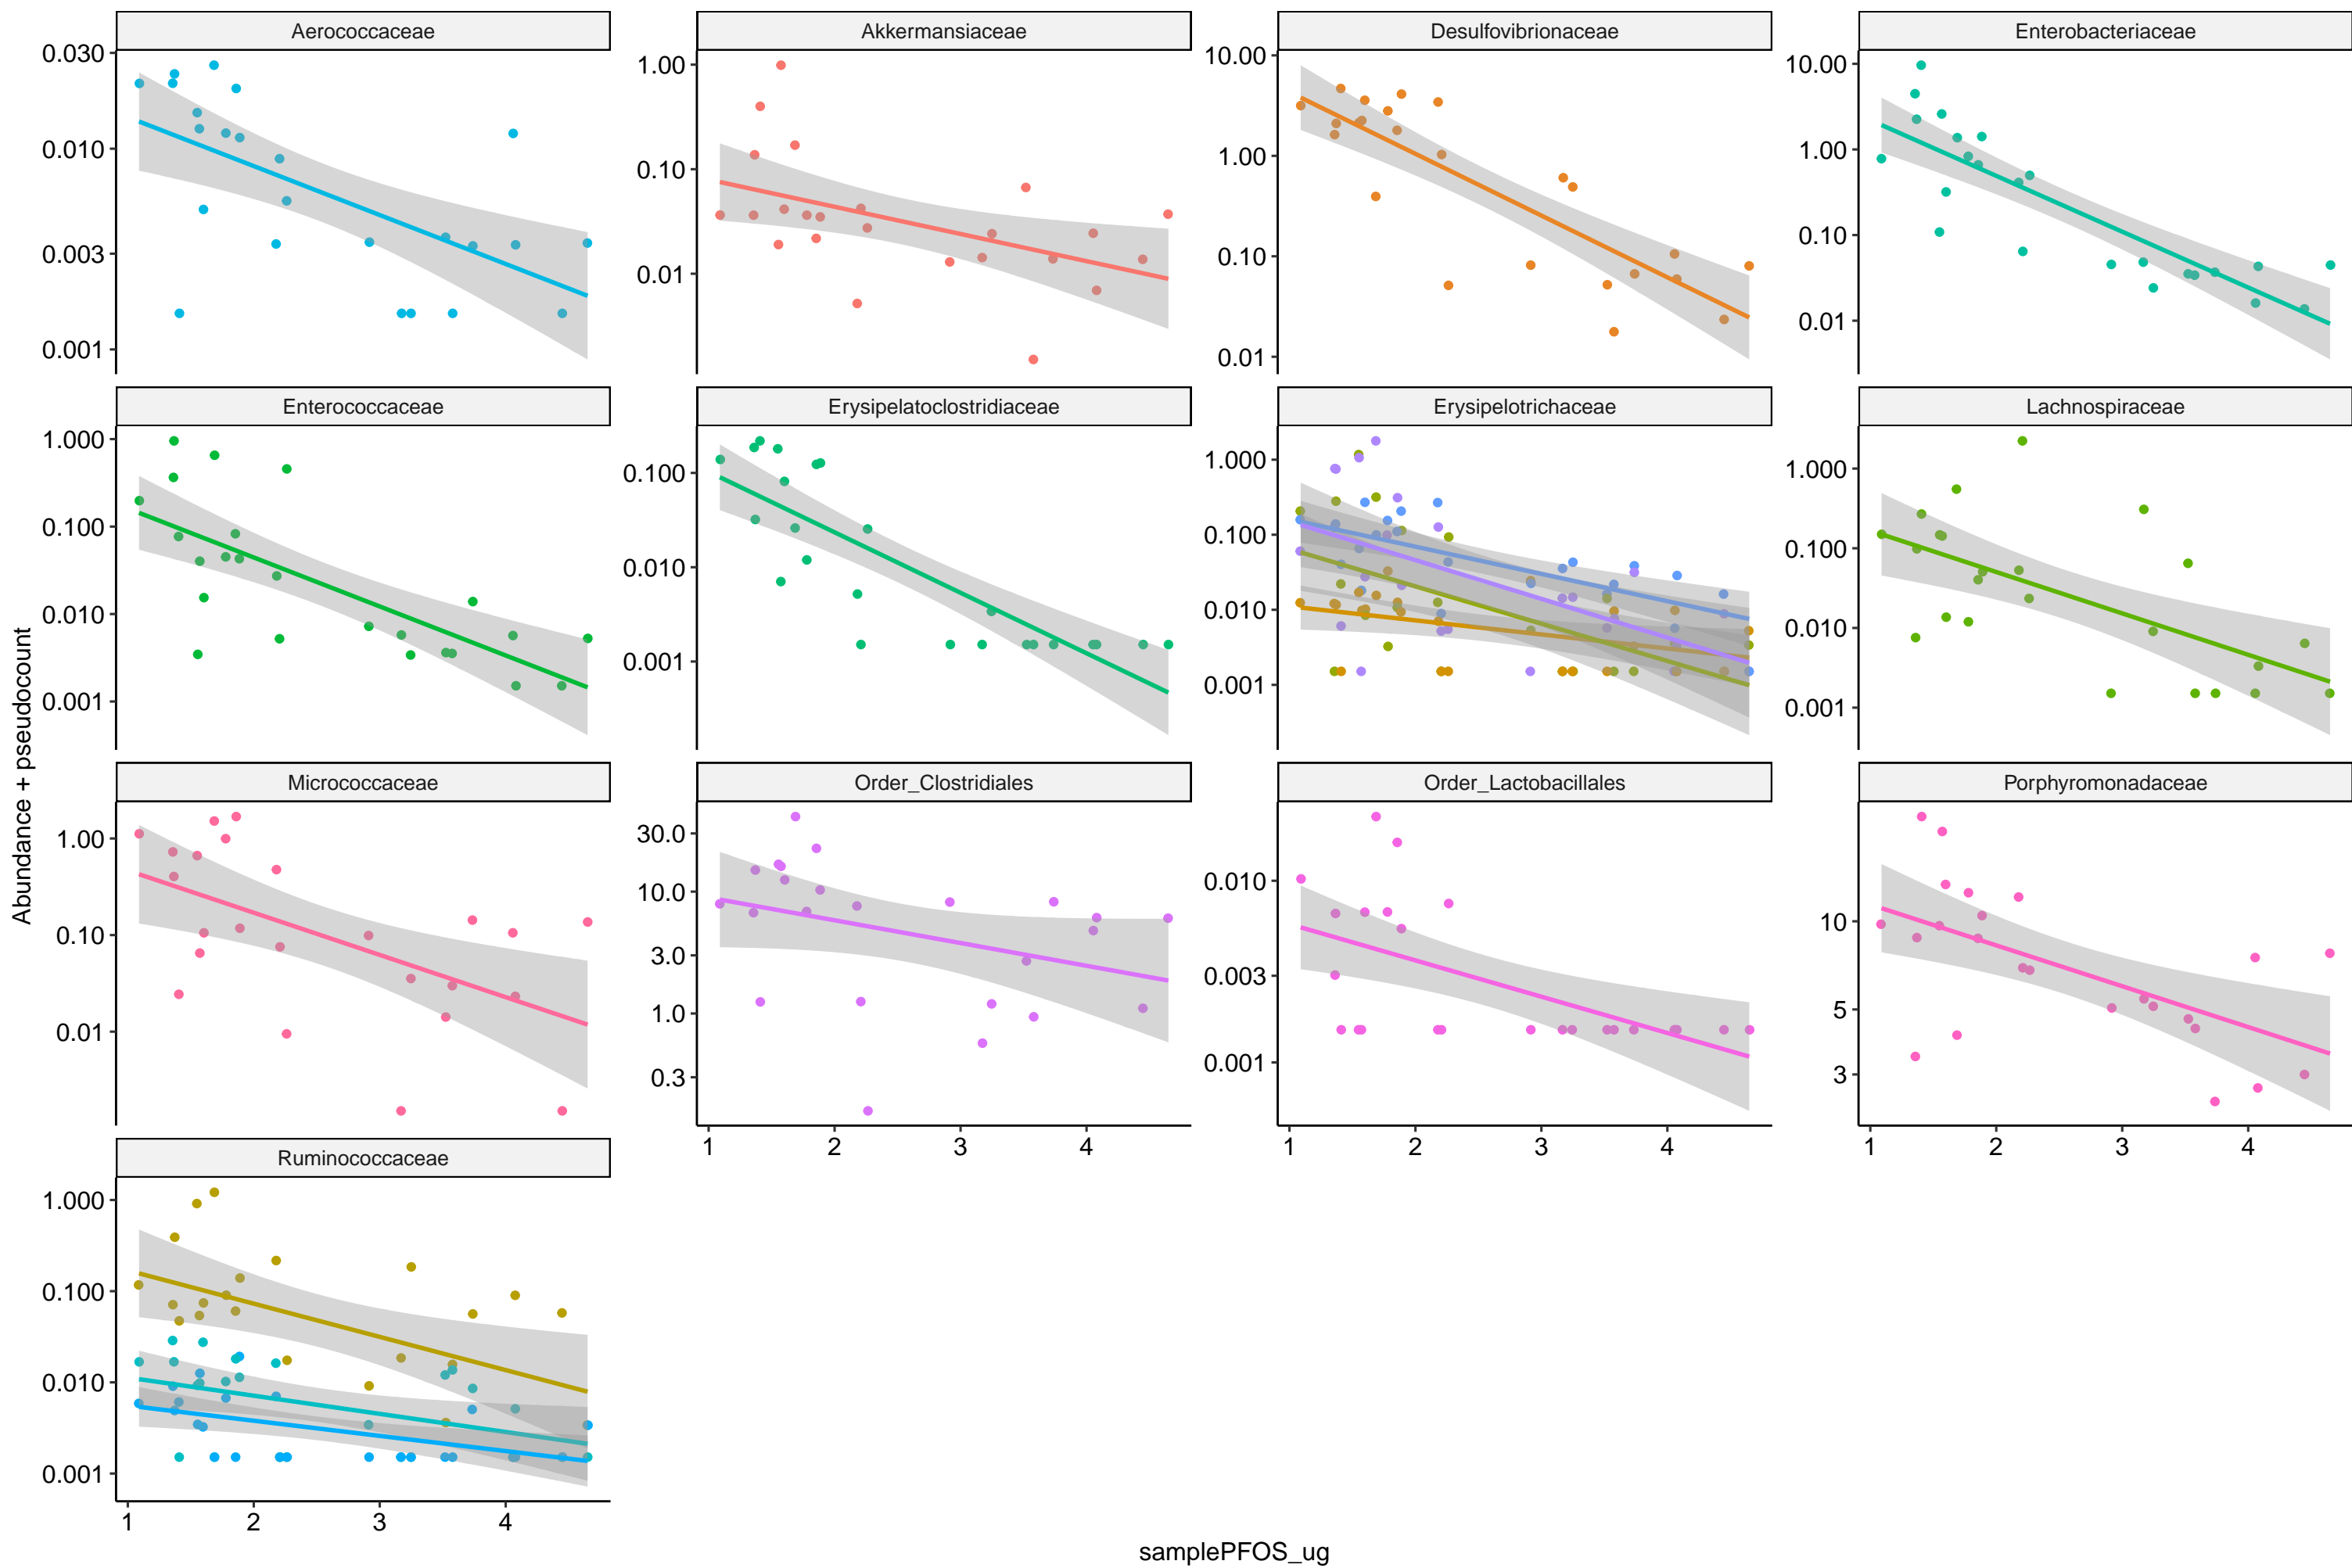 Aerococcaceae
Akkermansiaceae
Desulfovibrionaceae
Enterobacteriaceae
0.030
0.010
0.003
0.001
1.00
0.10
0.01
10.00
1.00
0.10
0.01
10.00
1.00
0.10
0.01
Enterococcaceae
Erysipelatoclostridiaceae
Erysipelotrichaceae
Lachnospiraceae
1.000
0.100
0.010
0.001
0.100
0.010
0.001
1.000
0.100
0.010
0.001
1.000
0.100
0.010
0.001
Abundance + pseudocount
Micrococcaceae
Order_Clostridiales
Order_Lactobacillales
Porphyromonadaceae
1.00
0.10
0.01
30.0
10.0
3.0
1.0
0.3
0.010
0.003
0.001
10
5
3
1 2 3 4
1 2 3 4
1 2 3 4
Ruminococcaceae
1.000
0.100
0.010
0.001
1 2 3 4
samplePFOS_ug